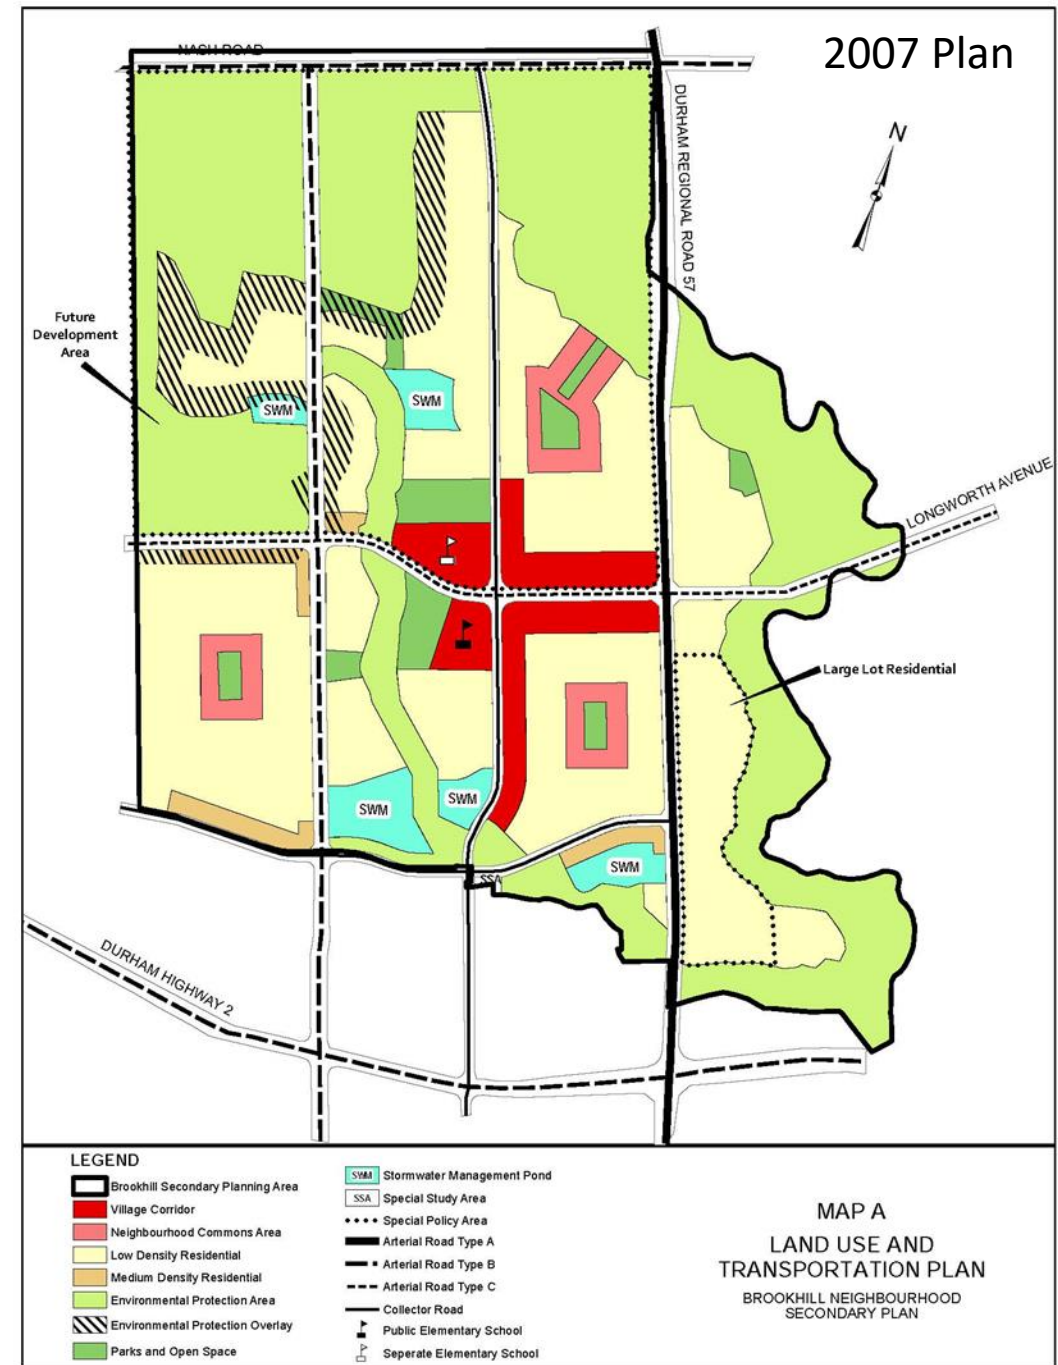 2007 Plan
NASH ROAD
DURHAM REGIONAL ROAD 57
N
Future
Development
Area
SWM
SWM
LONGWORTH AVENUE
Large Lot Residential
SWM
SWM
SWM
SSA
DURHAM HIGHWAY 2
LEGEND
Brookhill Secondary Planning Area
Village Corridor
Neighbourhood Commons Area
Low Density Residential
Medium Density Residential
Environmental Protection Area
Environmental Protection Overlay
Parks and Open Space
SWM Stormwater Management Pond
SSA Special Study Area
Special Policy Area
Arterial Road Type A
Arterial Road Type B
Arterial Road Type C
Collector Road
Public Elementary School
Seperate Elementary School
MAP A
LAND USE AND
TRANSPORTATION PLAN
BROOKHILL NEIGHBOURHOOD
SECONDARY PLAN